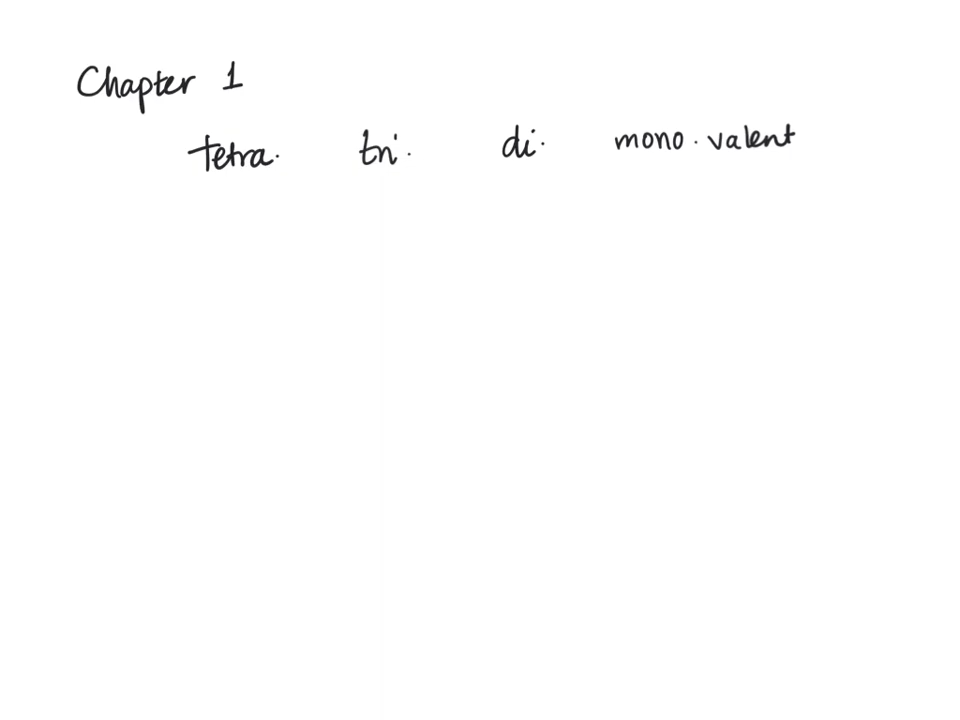 Chapter 1
tetra. tri. di. mono. valent